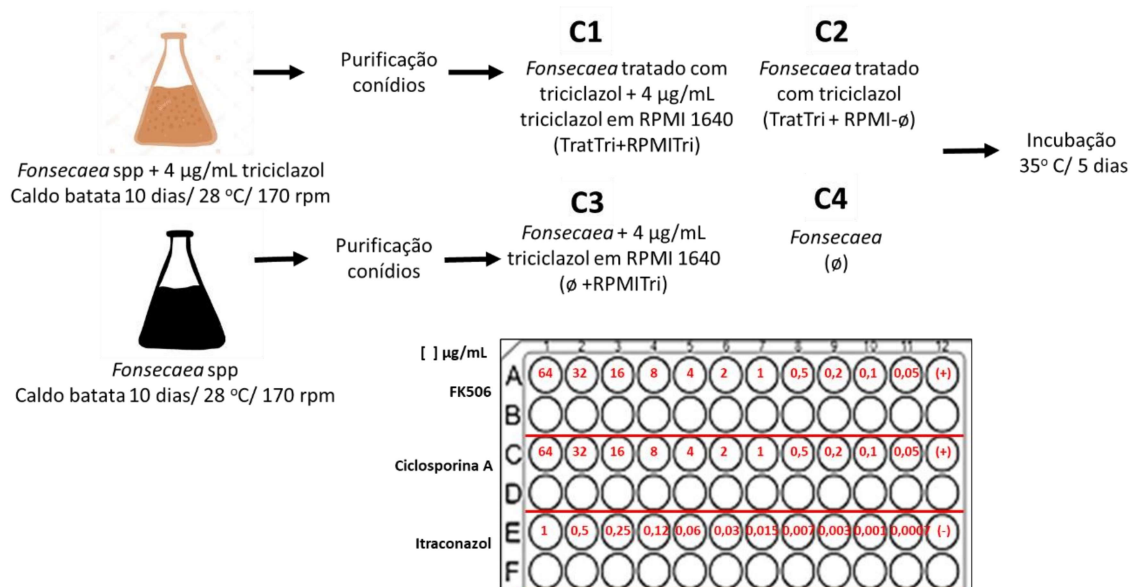 C1
C2
Purificação
conídios
Fonsecaea tratado com
triciclazol + 4 µg/mL
triciclazol em RPMI 1640
(TratTri+RPMITri)
Fonsecaea tratado
com triciclazol
(TratTri + RPMI-ø)
Incubação
35º C/ 5 dias
Fonsecaea spp + 4 µg/mL triciclazol
Caldo batata 10 dias/ 28 ºC/ 170 rpm
C3
C4
Purificação
conídios
Fonsecaea + 4 µg/mL
triciclazol em RPMI 1640
(ø +RPMITri)
Fonsecaea
(ø)
Fonsecaea spp
Caldo batata 10 dias/ 28 ºC/ 170 rpm
[ ] µg/mL
1 2 3 4 5 6 7 8 9 10 11 12
FK506
A 64 32 16 8 4 2 1 0,5 0,2 0,1 0,05 (+)
B
Ciclosporina A
C 64 32 16 8 4 2 1 0,5 0,2 0,1 0,05 (+)
D
Itraconazol
E 1 0,5 0,25 0,12 0,06 0,03 0,015 0,007 0,003 0,001 0,0007 (-)
F